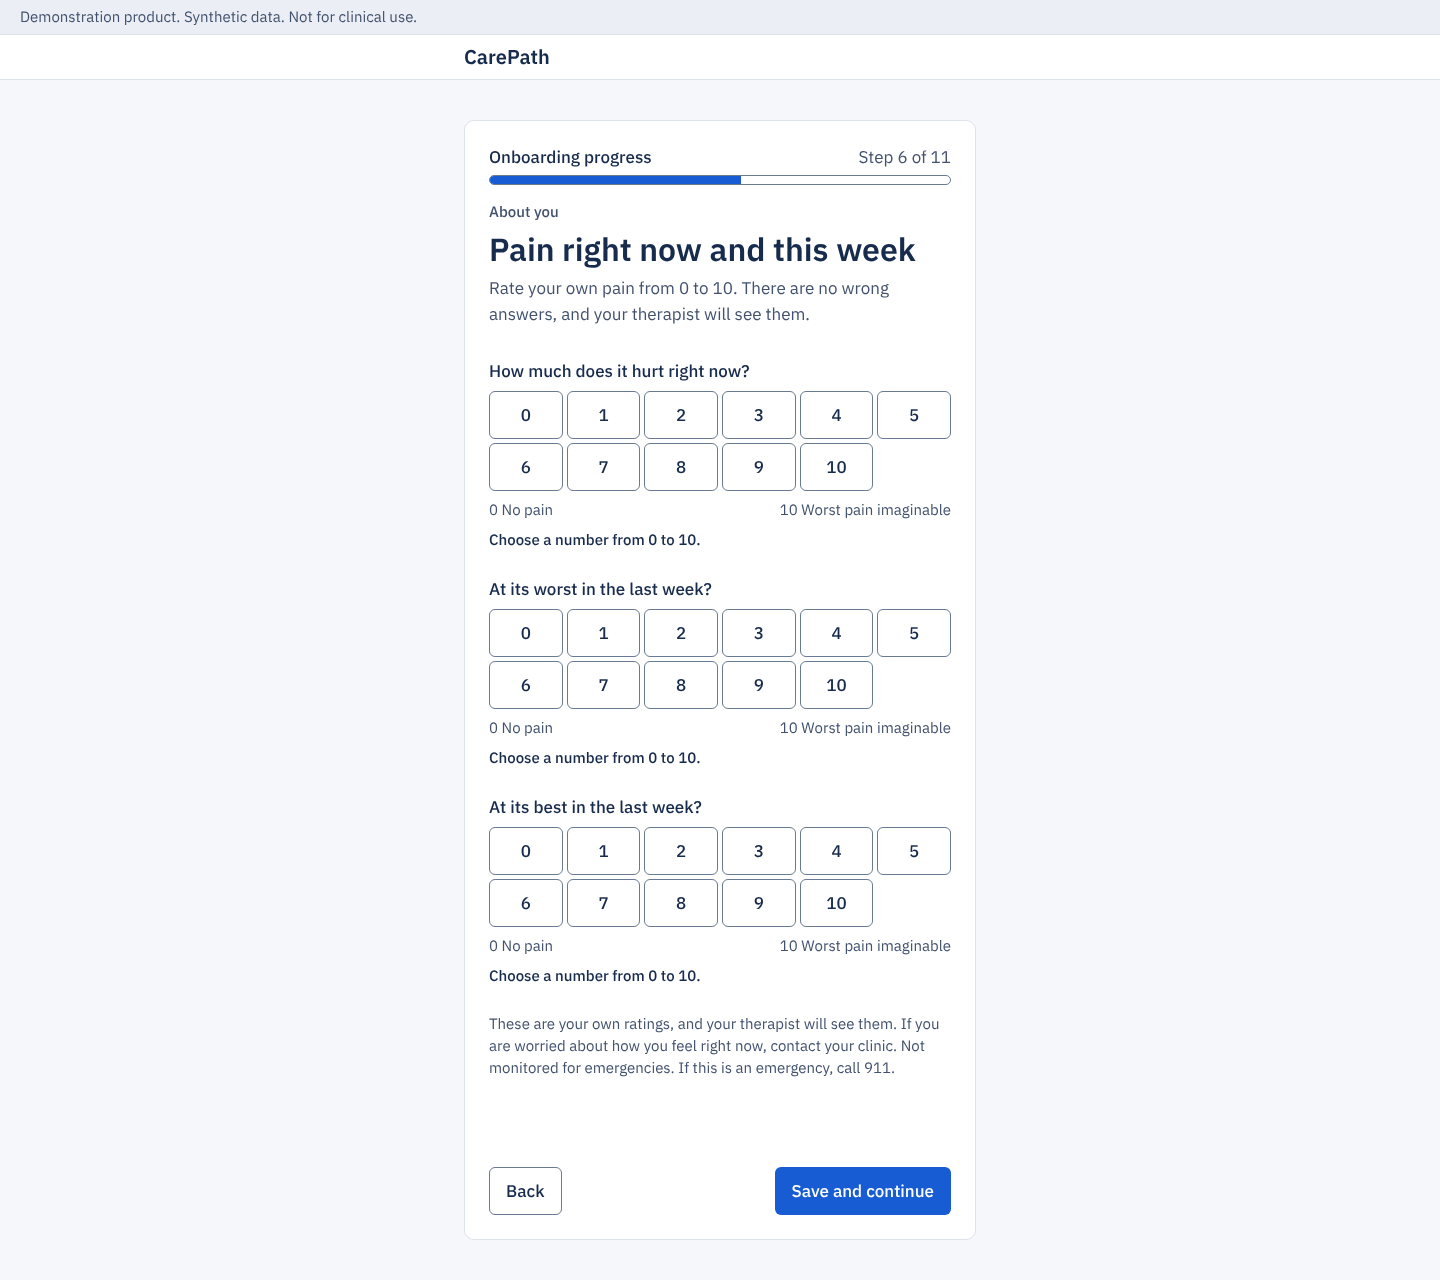 Demonstration product. Synthetic data. Not for clinical use.
CarePath
Onboarding progress
Step 6 of 11
About you
Pain right now and this week
Rate your own pain from 0 to 10. There are no wrong
answers, and your therapist will see them.
How much does it hurt right now?
0 1 2 3 4 5
6 7 8 9 10
0 No pain
10 Worst pain imaginable
Choose a number from 0 to 10.
At its worst in the last week?
0 1 2 3 4 5
6 7 8 9 10
0 No pain
10 Worst pain imaginable
Choose a number from 0 to 10.
At its best in the last week?
0 1 2 3 4 5
6 7 8 9 10
0 No pain
10 Worst pain imaginable
Choose a number from 0 to 10.
These are your own ratings, and your therapist will see them. If you
are worried about how you feel right now, contact your clinic. Not
monitored for emergencies. If this is an emergency, call 911.
Back
Save and continue